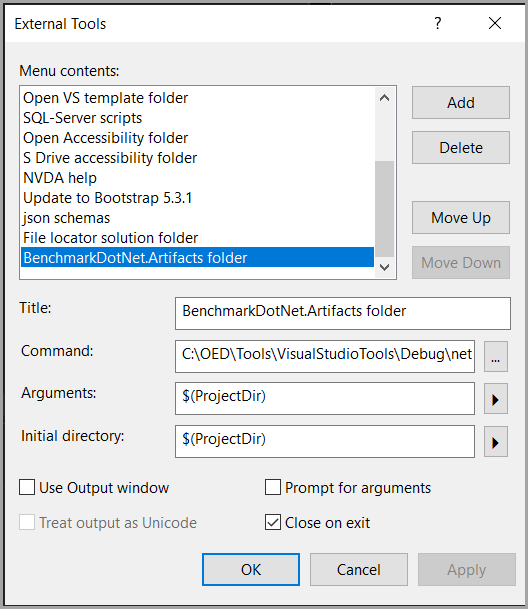 External Tools
?
Menu contents:
Open VS template folder
SQL-Server scripts
Open Accessibility folder
S Drive accessibility folder
NVDA help
Update to Bootstrap 5.3.1
json schemas
File locator solution folder
BenchmarkDotNet.Artifacts folder
Add
Delete
Move Up
Move Down
Title:
BenchmarkDotNet.Artifacts folder
Command:
C:\OED\Tools\VisualStudioTools\Debug\net
...
Arguments:
$(ProjectDir)
Initial directory:
$(ProjectDir)
Use Output window
Prompt for arguments
Treat output as Unicode
Close on exit
OK
Cancel
Apply